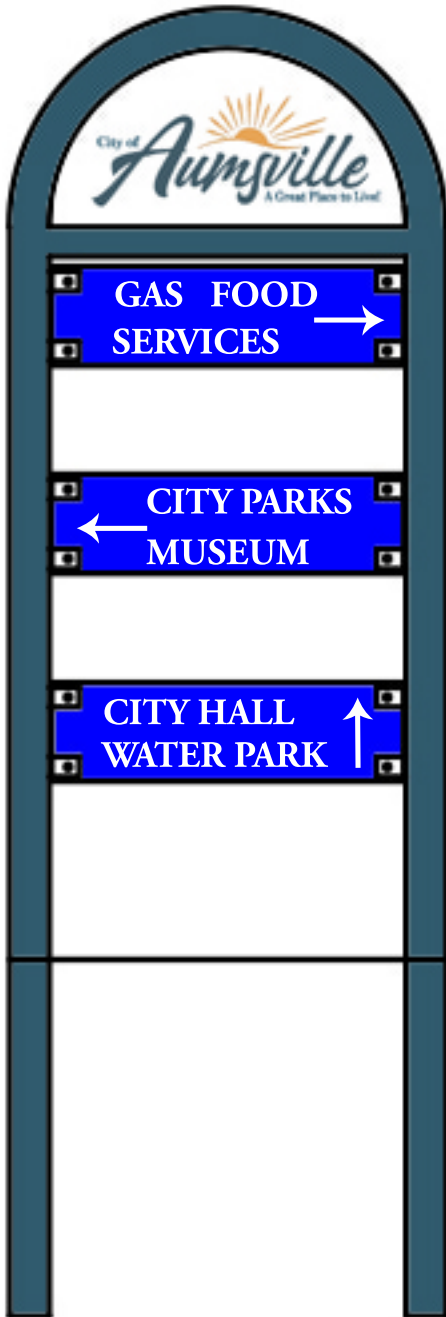 City of
Aumsville
A Great Place to Live!
GAS FOOD
SERVICES
CITY PARKS
MUSEUM
CITY HALL
WATER PARK